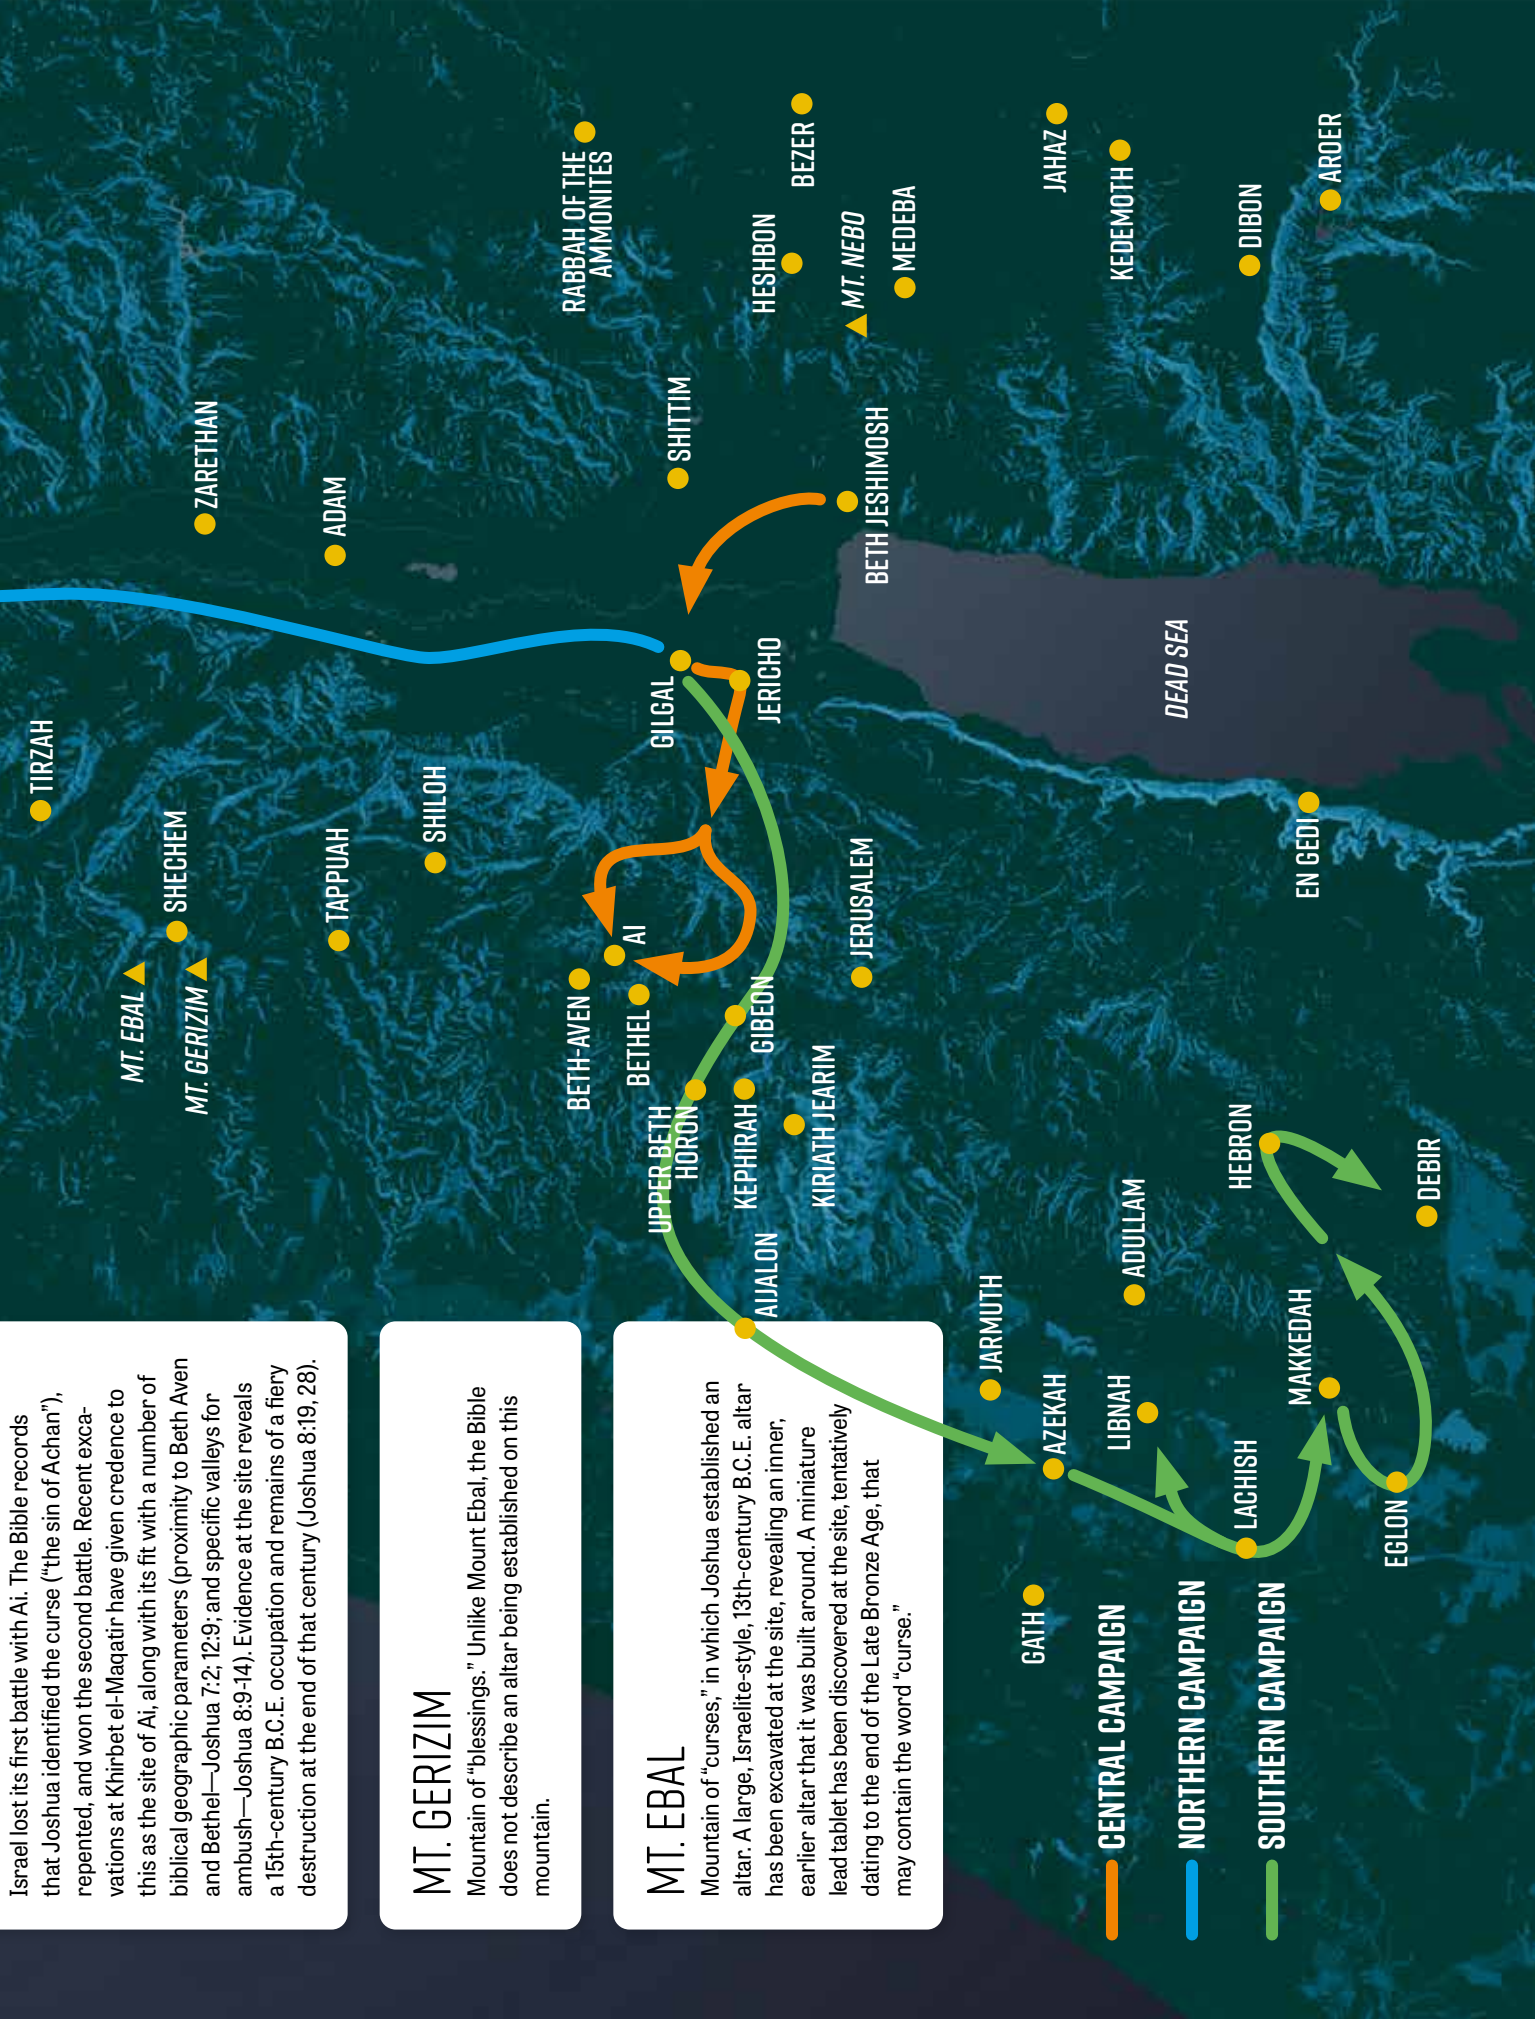 Israel lost its first battle with Ai. The Bible records
that Joshua identified the curse (“the sin of Achan”),
repented, and won the second battle. Recent exca-
vations at Khirbet el-Maqatir have given credence to
this as the site of Ai, along with its fit with a number of
biblical geographic parameters (proximity to Beth Aven
and Bethel—Joshua 7:2; 12:9; and specific valleys for
ambush—Joshua 8:9-14). Evidence at the site reveals
a 15th-century B.C.E. occupation and remains of a fiery
destruction at the end of that century (Joshua 8:19, 28).
MT. GERIZIM
Mountain of “blessings.” Unlike Mount Ebal, the Bible
does not describe an altar being established on this
mountain.
MT. EBAL
Mountain of “curses,” in which Joshua established an
altar. A large, Israelite-style, 13th-century B.C.E. altar
has been excavated at the site, revealing an inner,
earlier altar that it was built around. A miniature
lead tablet has been discovered at the site, tentatively
dating to the end of the Late Bronze Age, that
may contain the word “curse.”
CENTRAL CAMPAIGN
NORTHERN CAMPAIGN
SOUTHERN CAMPAIGN
TIRZAH
MT. EBAL
SHECHEM
MT. GERIZIM
ZARETHAN
TAPPUAH
ADAM
SHILOH
BETH-AVEN
AI
BETHEL
RABBAH OF THE
AMMONITES
UPPER BETH
HORON
GILGAL
SHITTIM
KEPHIRAH
GIBEON
JERICHO
AIJALON
HESHBON
BEZER
KIRIATH JEARIM
JERUSALEM
BETH JESHIMOSH
MT. NEBO
MEDEBA
JARMUTH
GATH
AZEKAH
JAHAZ
LIBNAH
ADULLAM
KEDEMOTH
DEAD SEA
LACHISH
HEBRON
DIBON
MAKKEDAH
EN GEDI
AROER
EGLON
DEBIR